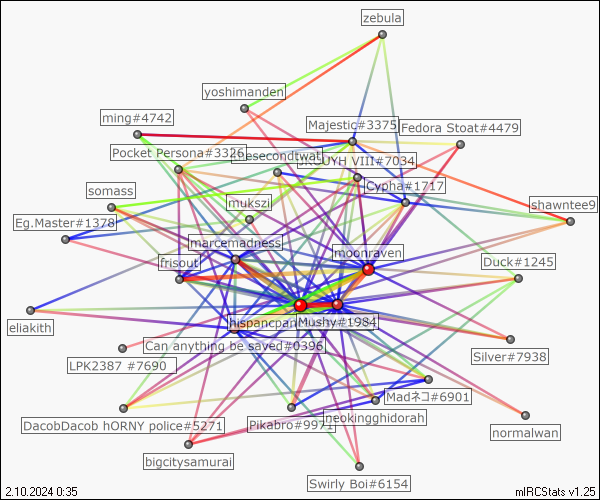 zebula
yoshimanden
ming#4742
Majestic#3375
Fedora Stoat#4479
Pocket Persona#3326
thesecondtwat
VIII#7034
Cypha#1717
somass
mukszi
shawntee9
Eg.Master#1378
marcemadness
moonraven
frisout
Duck#1245
eliakith
hispancpan
Mushy#1984
Can anything be sayed#0396
Silver#7938
LPK2387 #7690
Madネコ#6901
DacobDacob hORNY police#5271
Pikabro#9971
neokingghidorah
normalwan
bigcitysamurai
Swirly Boi#6154
2.10.2024 0:35
mIRCStats v1.25